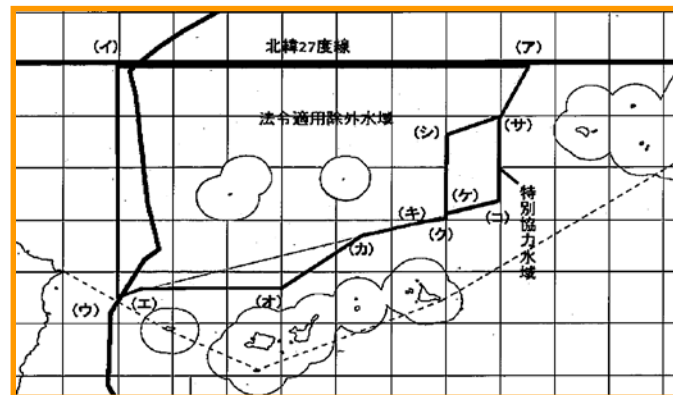 (イ)
北緯27度線
(ア)
法令適用除外水域
(シ)
(サ)
(キ)
(ケ)
(コ)
(ク)
(カ)
(ウ)
(エ)
(オ)
特別協力水域